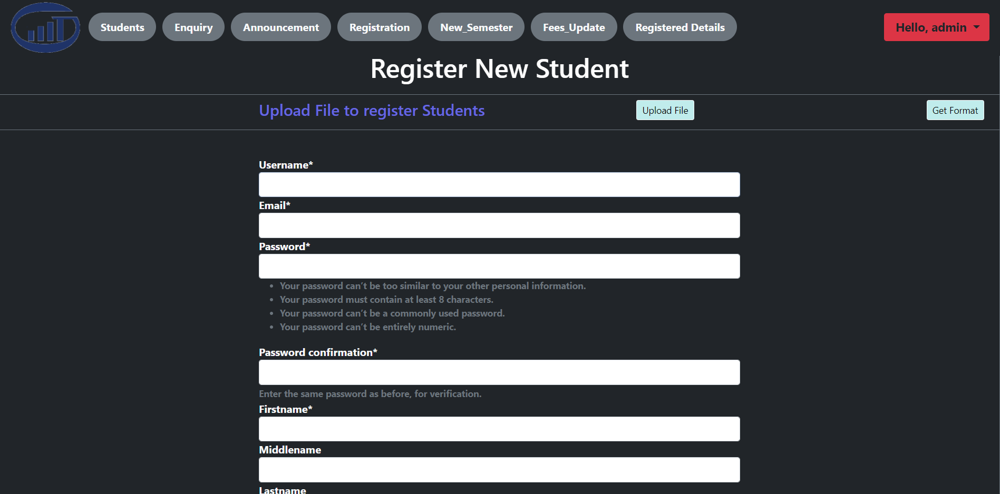 Students Enquiry Announcement Registration New_Semester Fees_Update Registered Details Hello, admin
Register New Student
Upload File to register Students Upload File Get Format
Username*
Email*
Password*
• Your password can’t be too similar to your other personal information.
• Your password must contain at least 8 characters.
• Your password can’t be a commonly used password.
• Your password can’t be entirely numeric.
Password confirmation*
Enter the same password as before, for verification.
Firstname*
Middlename
Lastname